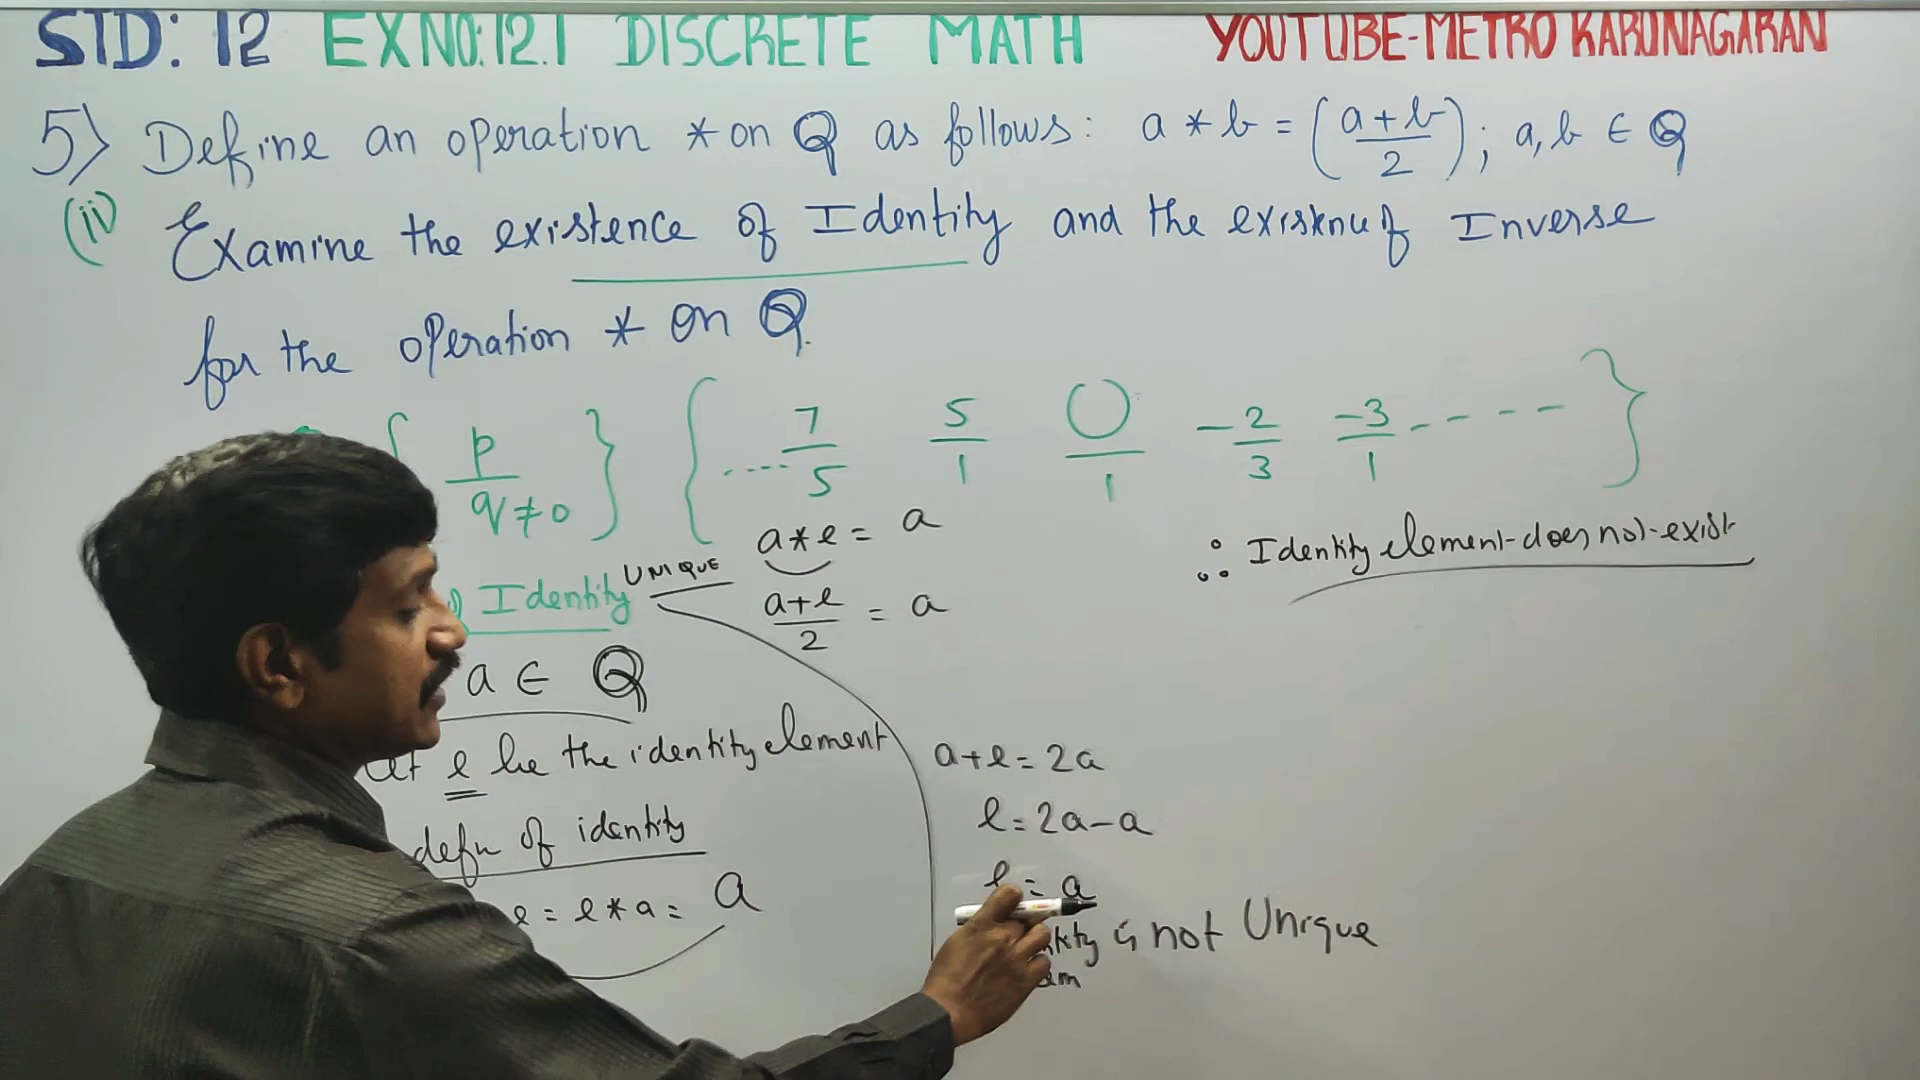 STD: 12 EX NO: 12.1 DISCRETE MATH YOUTUBE-METRO KARUNAGARAN
5) Define an operation * on Q as follows: a * b = (a+b/2); a, b ∈ Q
(ii) Examine the existence of Identity and the of Inverse
for the operation * on Q.
{ p/q≠0 } { ..... 7/5 5/1 0/1 -2/3 -3/1 - - - - }
a*e = a
∴ Identity element does not exist
Identity UNIQUE
a+e/2 = a
a ∈ Q
Let e be the identity element
a+e = 2a
e = 2a-a
defn of identity
e = a
e = e*a = a
is not Unique